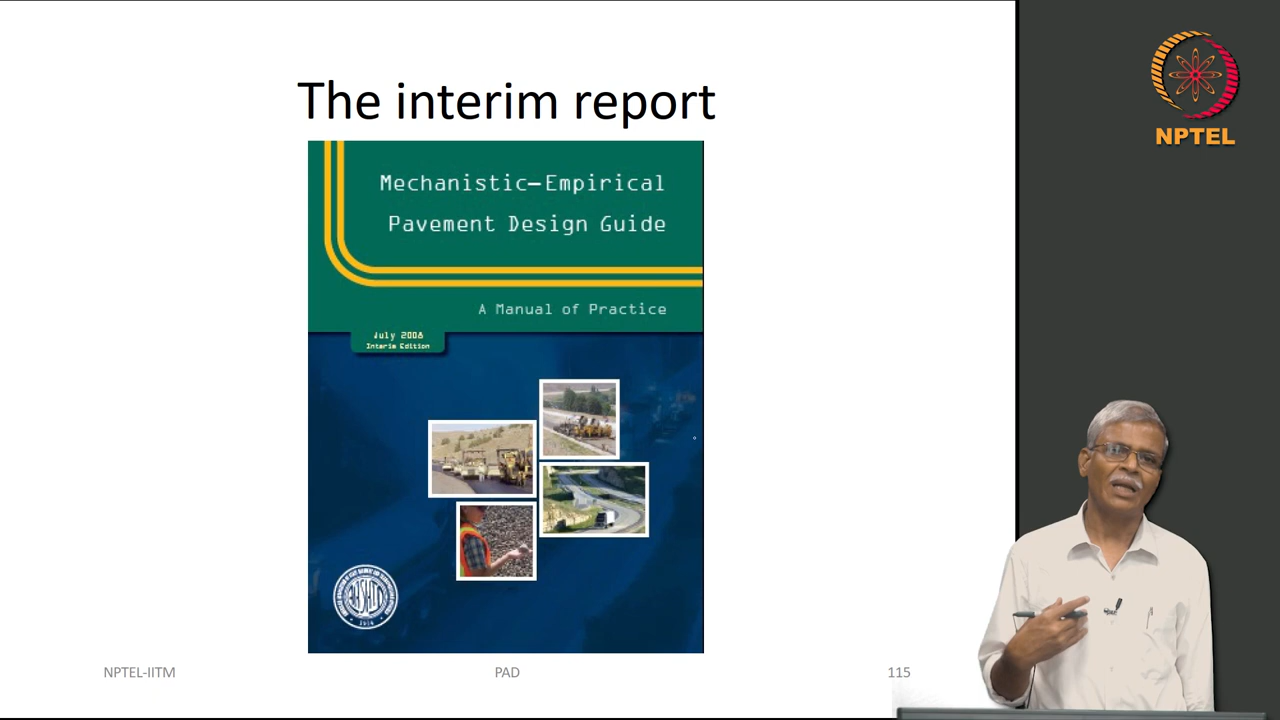 The interim report
Mechanistic-Empirical
Pavement Design Guide
A Manual of Practice
July 2008
Interim Edition
NPTEL
NPTEL-IITM
PAD
115